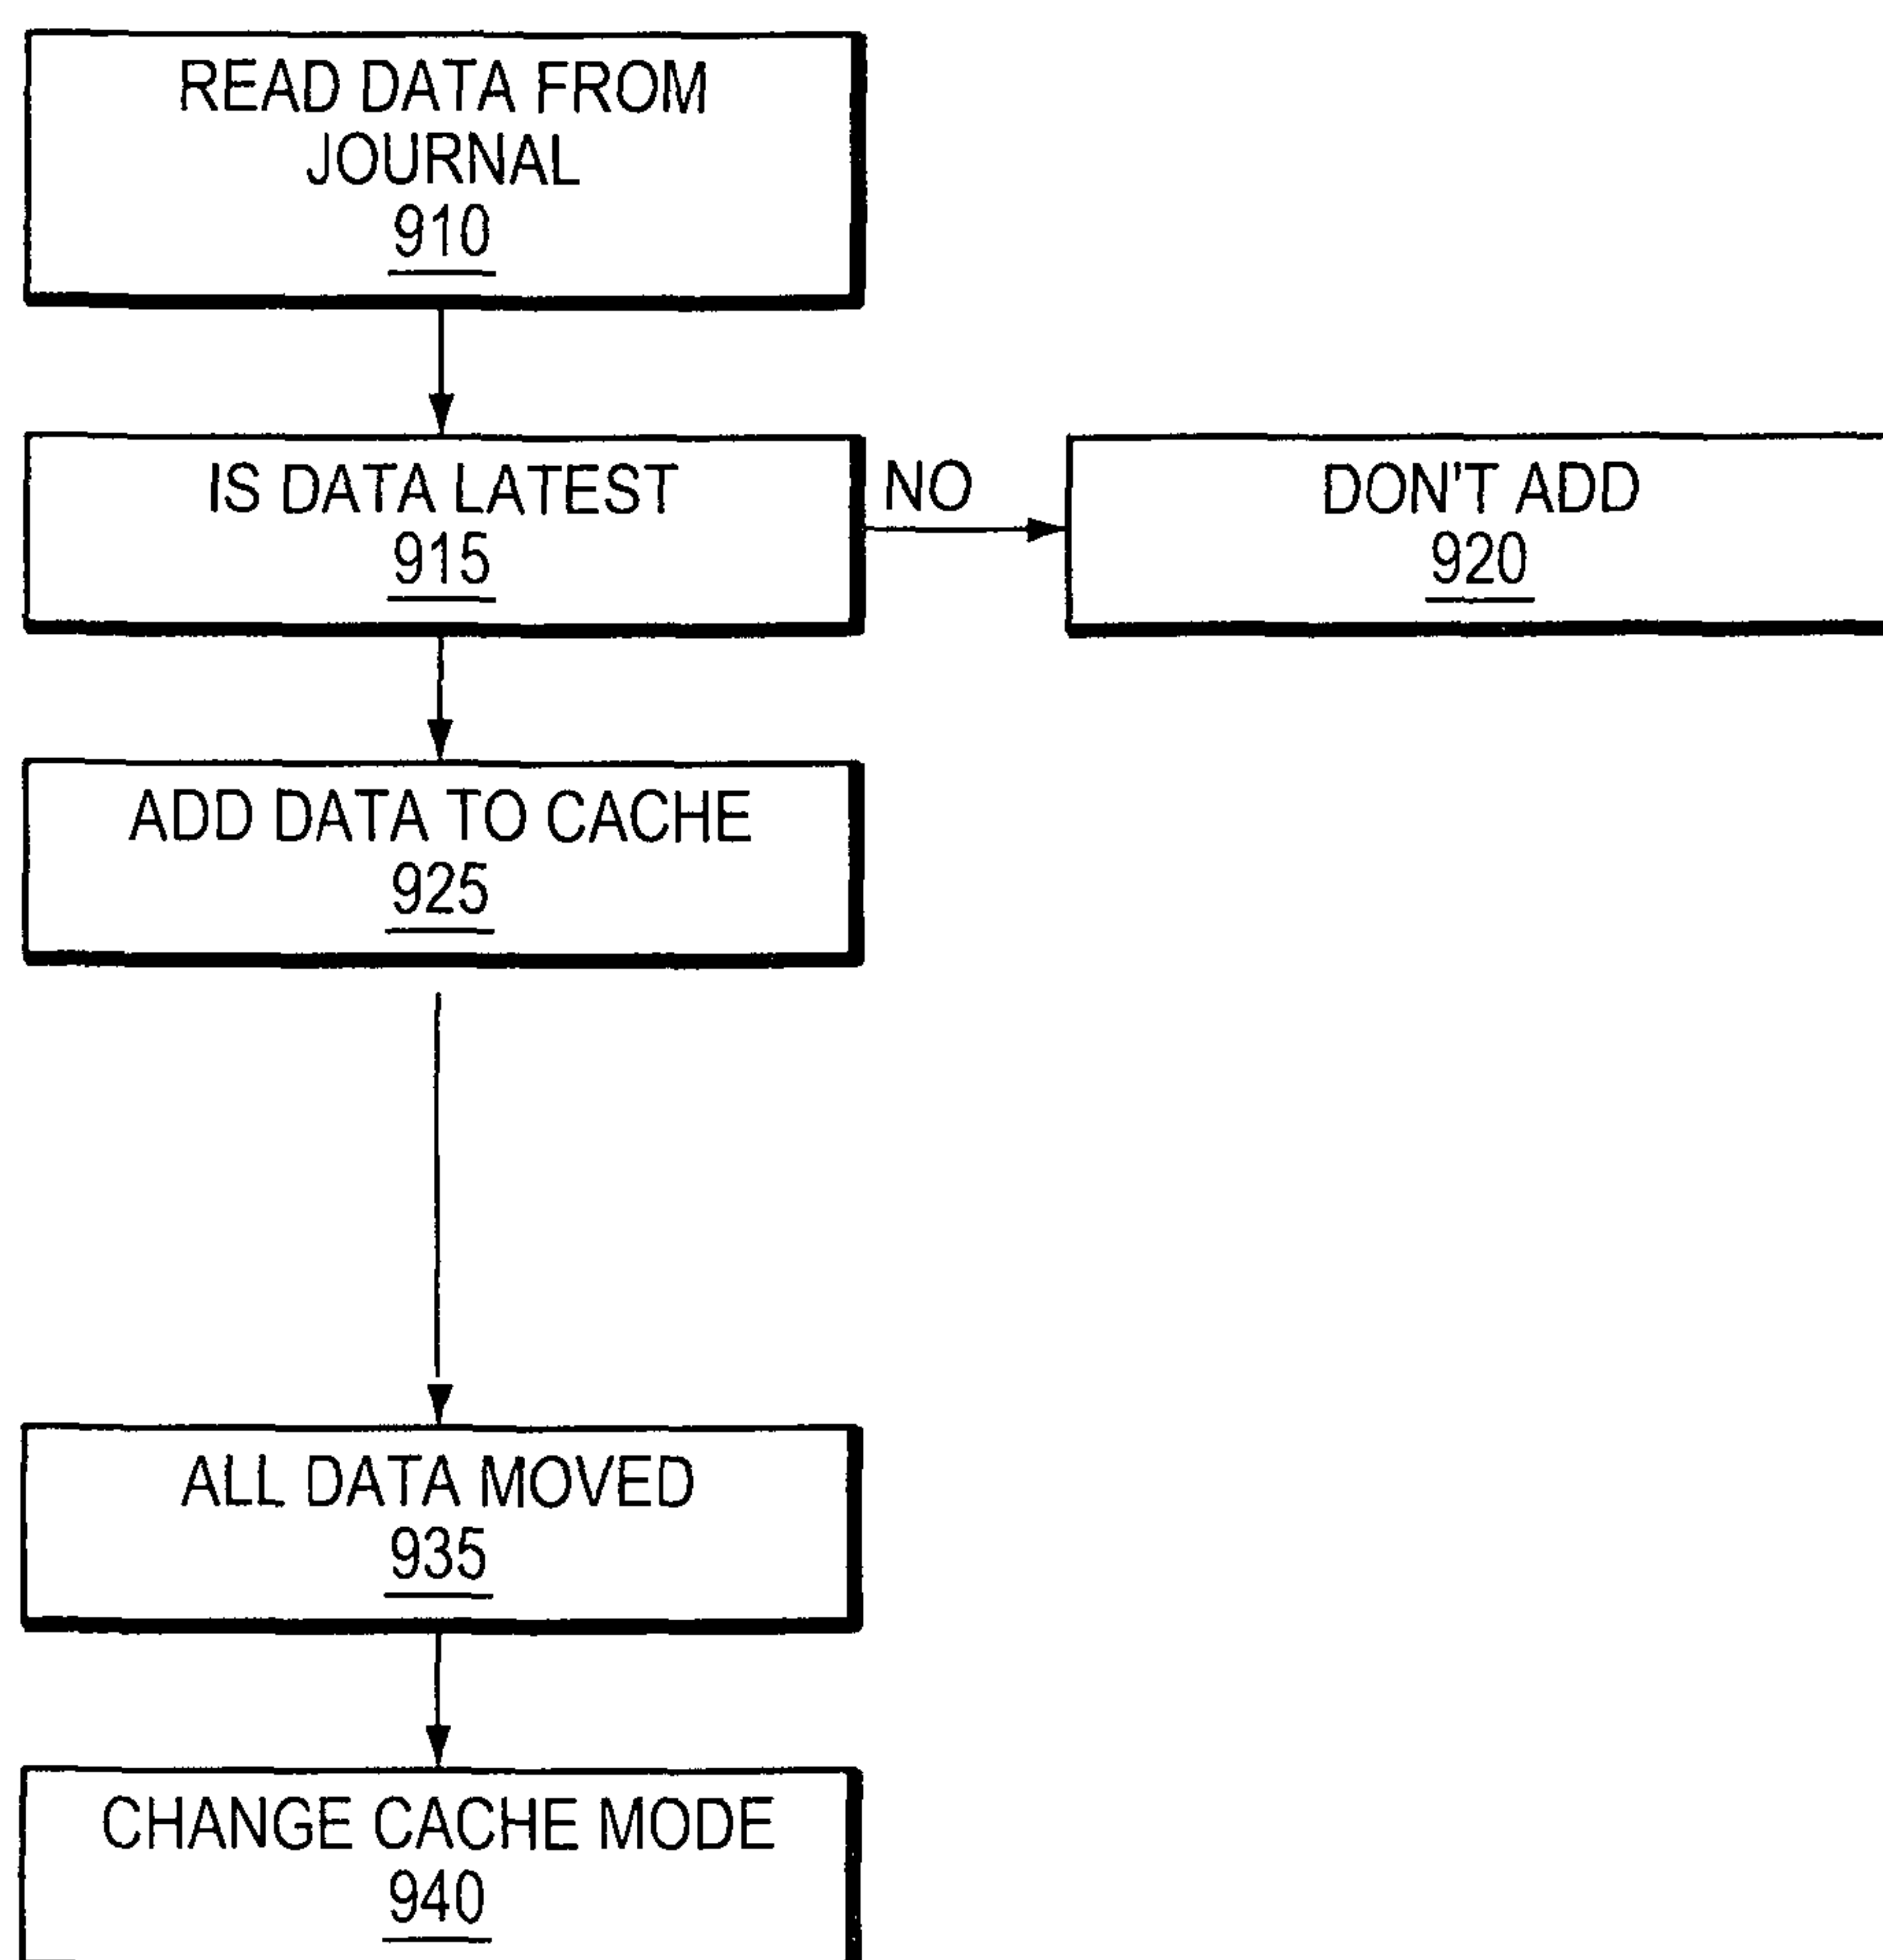 READ DATA FROM
JOURNAL
910
IS DATA LATEST
915
NO
DON'T ADD
920
ADD DATA TO CACHE
925
ALL DATA MOVED
935
CHANGE CACHE MODE
940